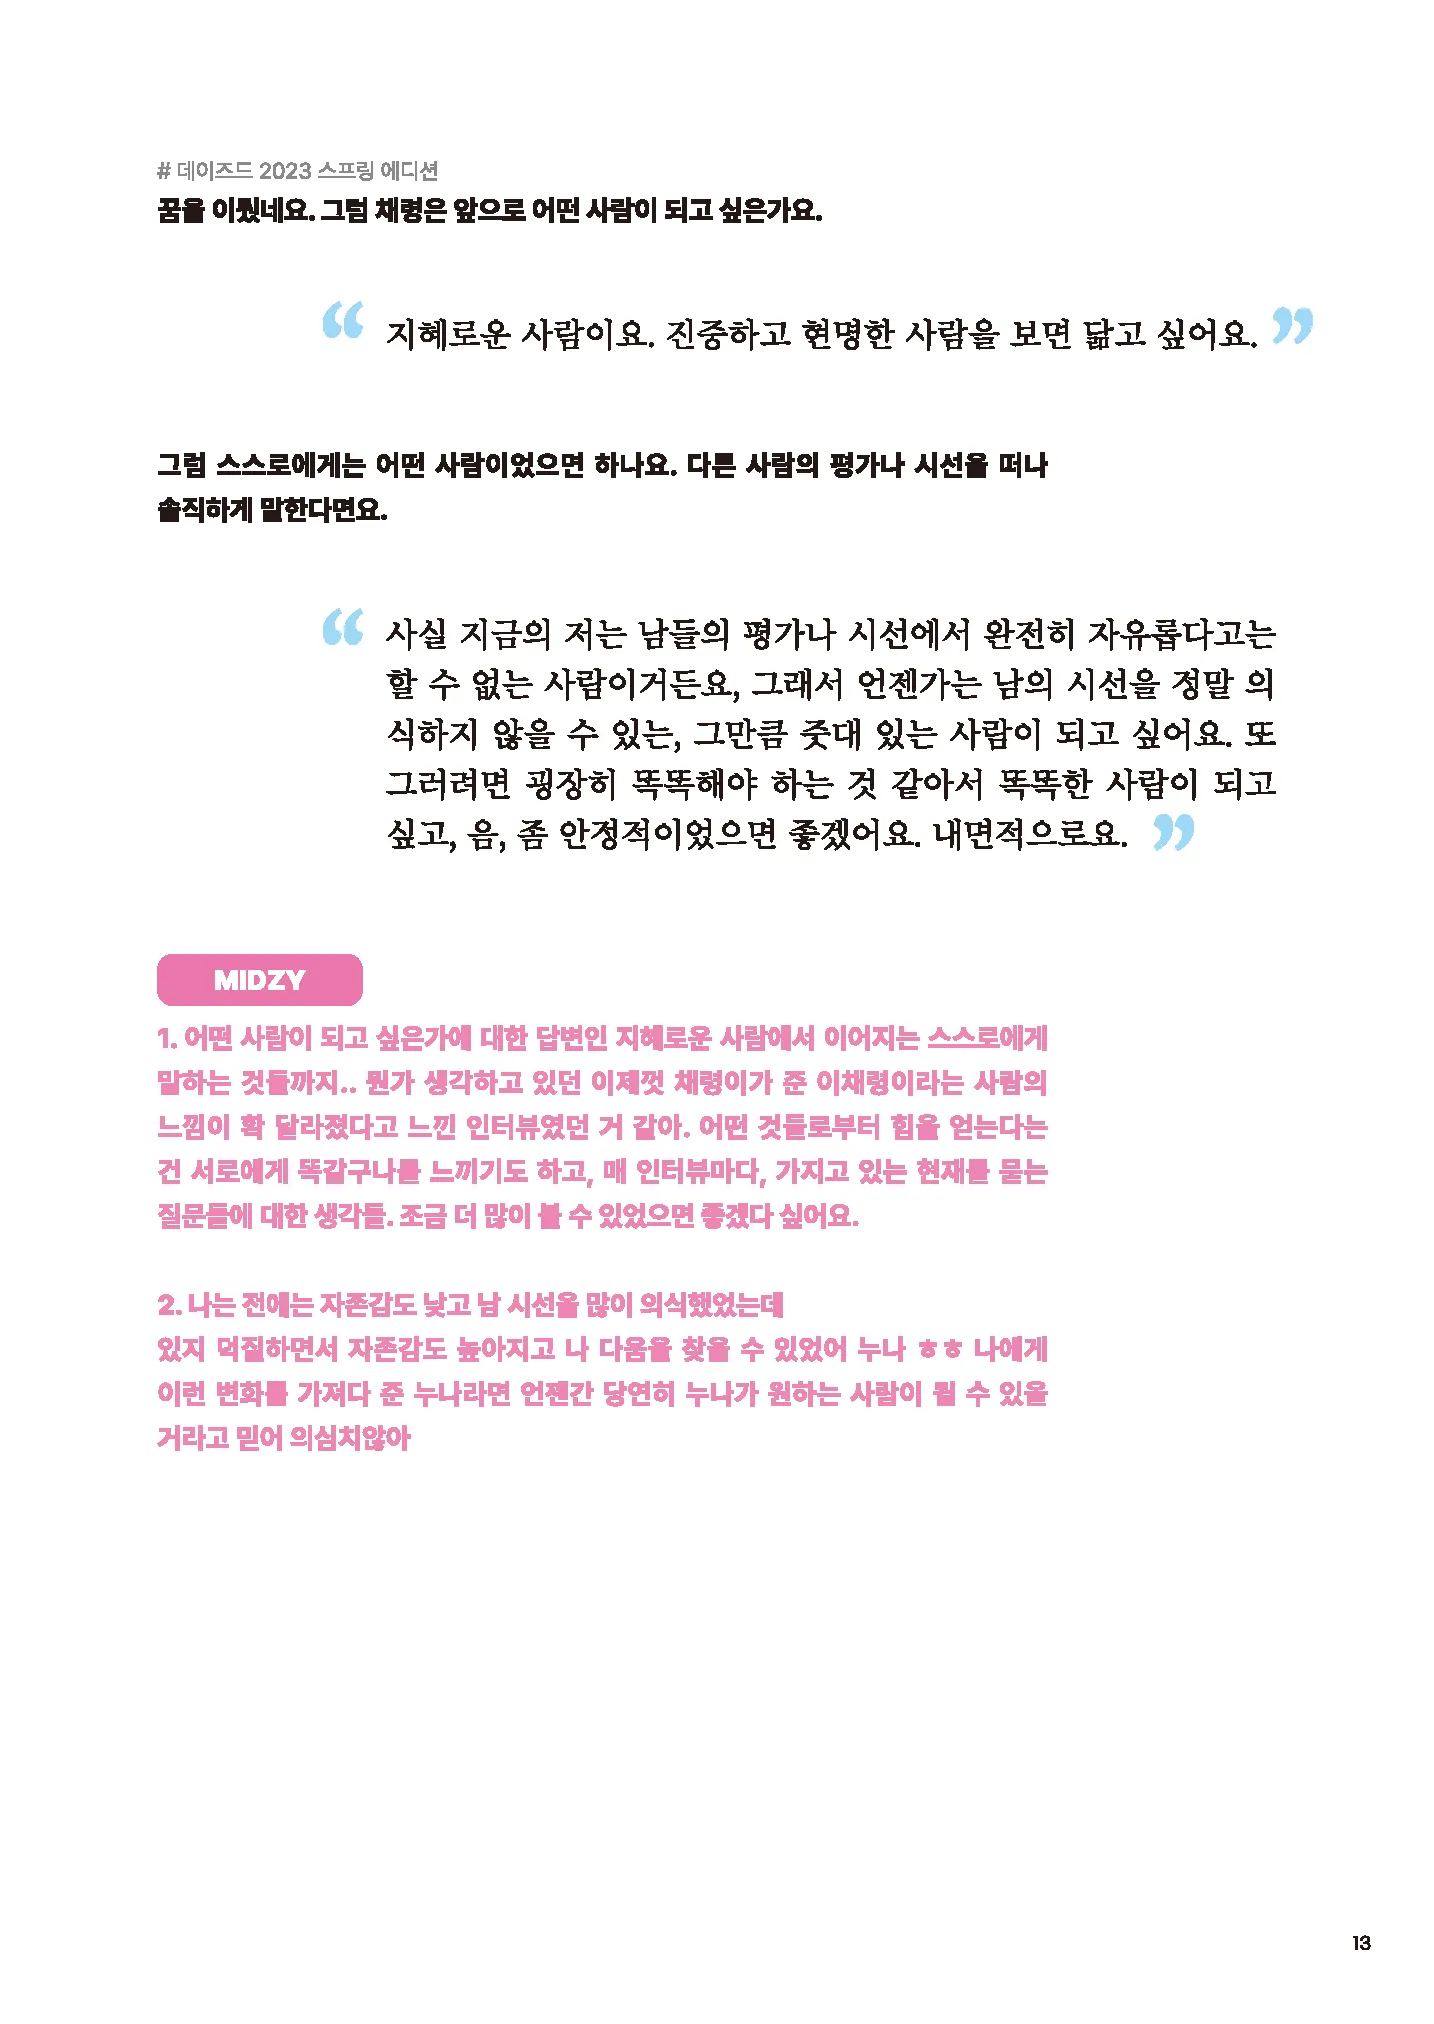 # 데이즈드 2023 스프링 에디션
꿈을 이뤘네요. 그럼 채령은 앞으로 어떤 사람이 되고 싶은가요.
“ 지혜로운 사람이요. 진중하고 현명한 사람을 보면 닮고 싶어요. ”
그럼 스스로에게는 어떤 사람이었으면 하나요. 다른 사람의 평가나 시선을 떠나
솔직하게 말한다면요.
“ 사실 지금의 저는 남들의 평가나 시선에서 완전히 자유롭다고는
할 수 없는 사람이거든요, 그래서 언젠가는 남의 시선을 정말 의
식하지 않을 수 있는, 그만큼 줏대 있는 사람이 되고 싶어요. 또
그러려면 굉장히 똑똑해야 하는 것 같아서 똑똑한 사람이 되고
싶고, 음, 좀 안정적이었으면 좋겠어요. 내면적으로요. ”
MIDZY
1. 어떤 사람이 되고 싶은가에 대한 답변인 지혜로운 사람에서 이어지는 스스로에게
말하는 것들까지.. 뭔가 생각하고 있던 이제껏 채령이가 준 이채령이라는 사람의
느낌이 확 달라졌다고 느낀 인터뷰였던 거 같아. 어떤 것들로부터 힘을 얻는다는
건 서로에게 똑같구나를 느끼기도 하고, 매 인터뷰마다, 가지고 있는 현재를 묻는
질문들에 대한 생각들. 조금 더 많이 볼 수 있었으면 좋겠다 싶어요.
2. 나는 전에는 자존감도 낮고 남 시선을 많이 의식했었는데
있지 덕질하면서 자존감도 높아지고 나 다움을 찾을 수 있었어 누나 ㅎㅎ 나에게
이런 변화를 가져다 준 누나라면 언젠간 당연히 누나가 원하는 사람이 될 수 있을
거라고 믿어 의심치않아
13